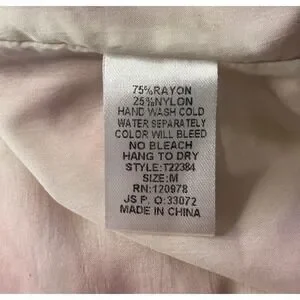 75%RAYON
25%NYLON
HAND WASH COLD
WATER SEPARATELY
COLOR WILL BLEED
NO BLEACH
HANG TO DRY
STYLE:T22384
SIZE:M
RN:120978
JS P. O:33072
MADE IN CHINA